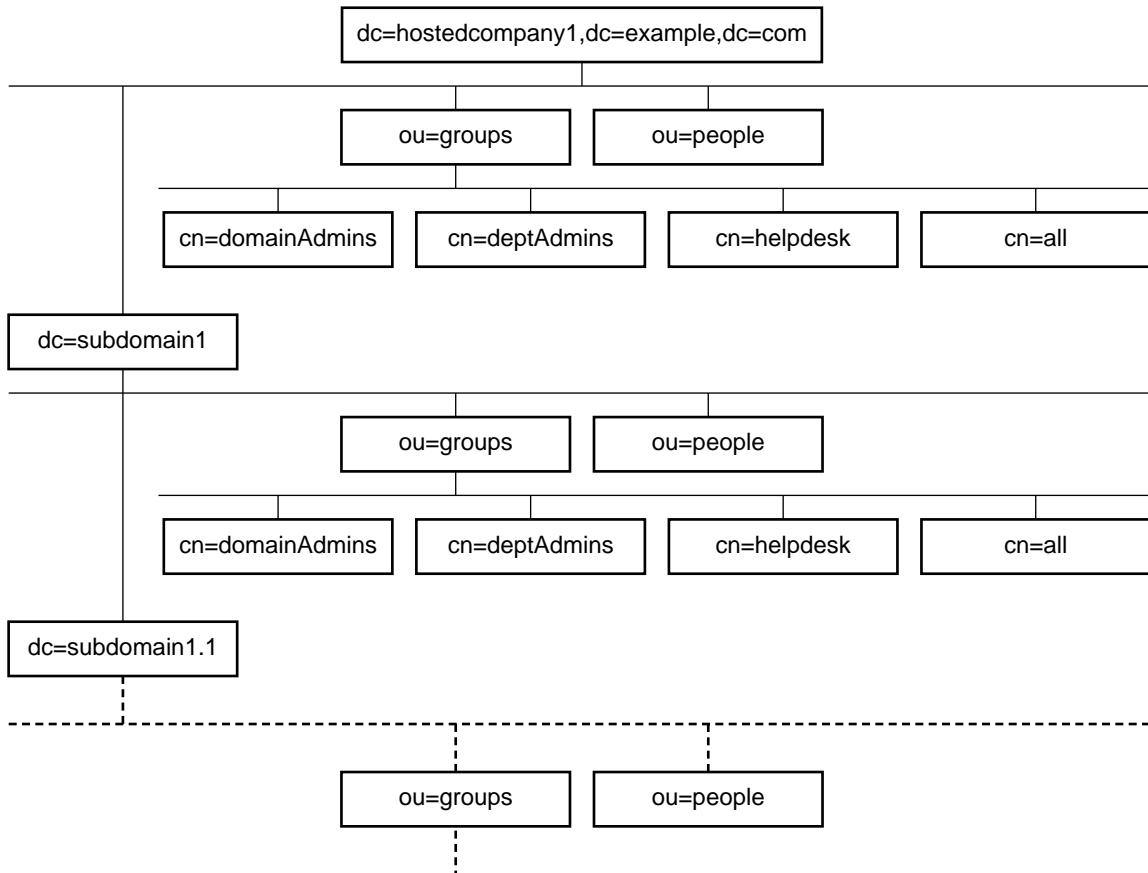 dc=hostedcompany1,dc=example,dc=com
ou=groups
ou=people
cn=domainAdmins
cn=deptAdmins
cn=helpdesk
cn=all
dc=subdomain1
ou=groups
ou=people
cn=domainAdmins
cn=deptAdmins
cn=helpdesk
cn=all
dc=subdomain1.1
ou=groups
ou=people